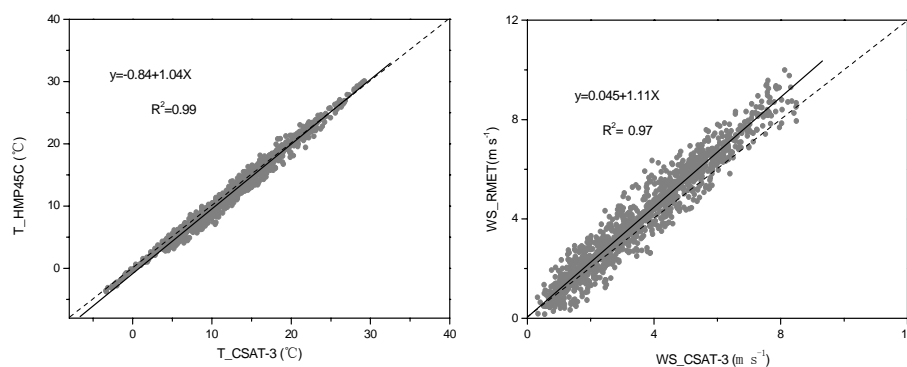 40
30
20
10
0
T_HMP45C (℃)
y=-0.84+1.04X
R²=0.99
0 10 20 30 40
T_CSAT-3 (℃)
12
8
4
0
WS_RMET(m s⁻¹)
y=0.045+1.11X
R²= 0.97
0 4 8
WS_CSAT-3 (m s⁻¹)